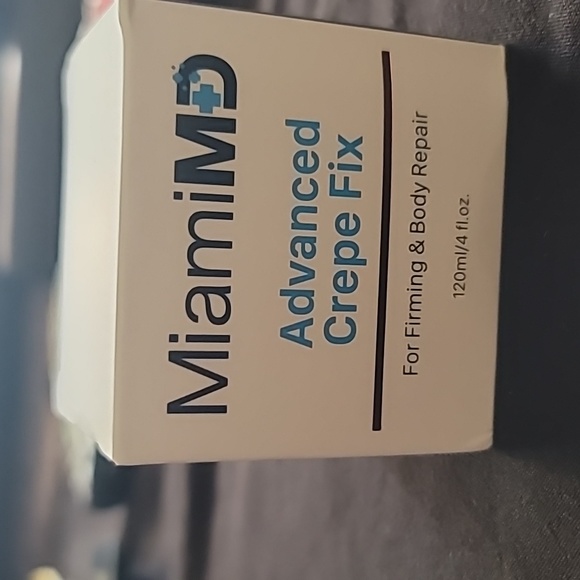 MiamiMD
Advanced
Crepe Fix
For Firming & Body Repair
120ml/4 fl.oz.